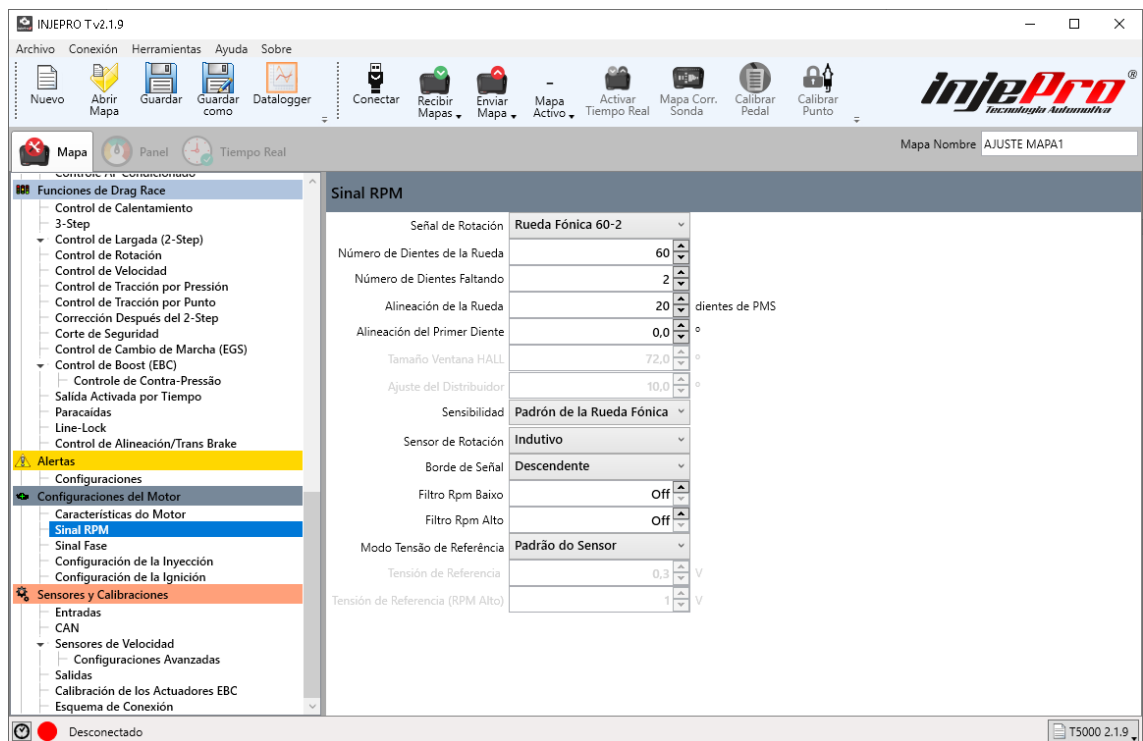 INJEPRO T v2.1.9
Archivo Conexión Herramientas Ayuda Sobre
Nuevo
Abrir Mapa
Guardar
Guardar como
Datalogger
Conectar
Recibir Mapas
Enviar Mapa
-
Mapa Activo
Activar Tiempo Real
Mapa Corr. Sonda
Calibrar Pedal
Calibrar Punto
InjePro ®
Tecnologia Automotiva
Mapa
Panel
Tiempo Real
Mapa Nombre AJUSTE MAPA1
Controle Ar Condicionado
Funciones de Drag Race
Control de Calentamiento
3-Step
Control de Largada (2-Step)
Control de Rotación
Control de Velocidad
Control de Tracción por Pressión
Control de Tracción por Punto
Corrección Después del 2-Step
Corte de Seguridad
Control de Cambio de Marcha (EGS)
Control de Boost (EBC)
Controle de Contra-Pressão
Salída Activada por Tiempo
Paracaídas
Line-Lock
Control de Alineación/Trans Brake
Alertas
Configuraciones
Configuraciones del Motor
Características do Motor
Sinal RPM
Sinal Fase
Configuración de la Inyección
Configuración de la Ignición
Sensores y Calibraciones
Entradas
CAN
Sensores de Velocidad
Configuraciones Avanzadas
Salidas
Calibración de los Actuadores EBC
Esquema de Conexión
Sinal RPM
Señal de Rotación Rueda Fónica 60-2
Número de Dientes de la Rueda 60
Número de Dientes Faltando 2
Alineación de la Rueda 20 dientes de PMS
Alineación del Primer Diente 0,0 °
Tamaño Ventana HALL 72,0 °
Ajuste del Distribuidor 10,0 °
Sensibilidad Padrón de la Rueda Fónica
Sensor de Rotación Indutivo
Borde de Señal Descendente
Filtro Rpm Baixo Off
Filtro Rpm Alto Off
Modo Tensão de Referência Padrão do Sensor
Tensión de Referencia 0,3 V
Tensión de Referencia (RPM Alto) 1 V
Desconectado
T5000 2.1.9